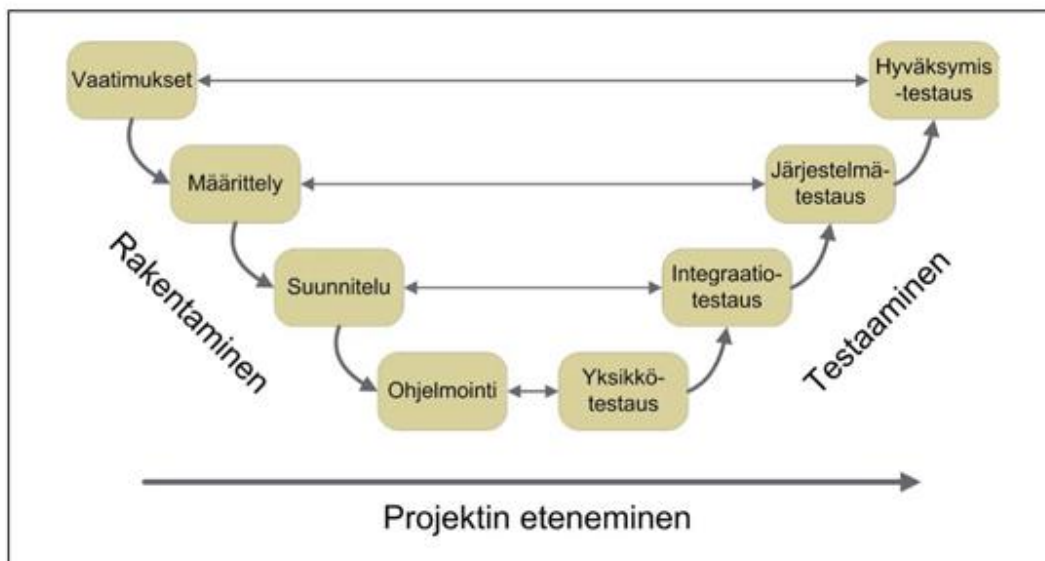 Vaatimukset
Hyväksymis
-testaus
Määrittely
Järjestelmä-
testaus
Rakentaminen
Suunnitelu
Integraatio-
testaus
Testaaminen
Ohjelmointi
Yksikkö-
testaus
Projektin eteneminen